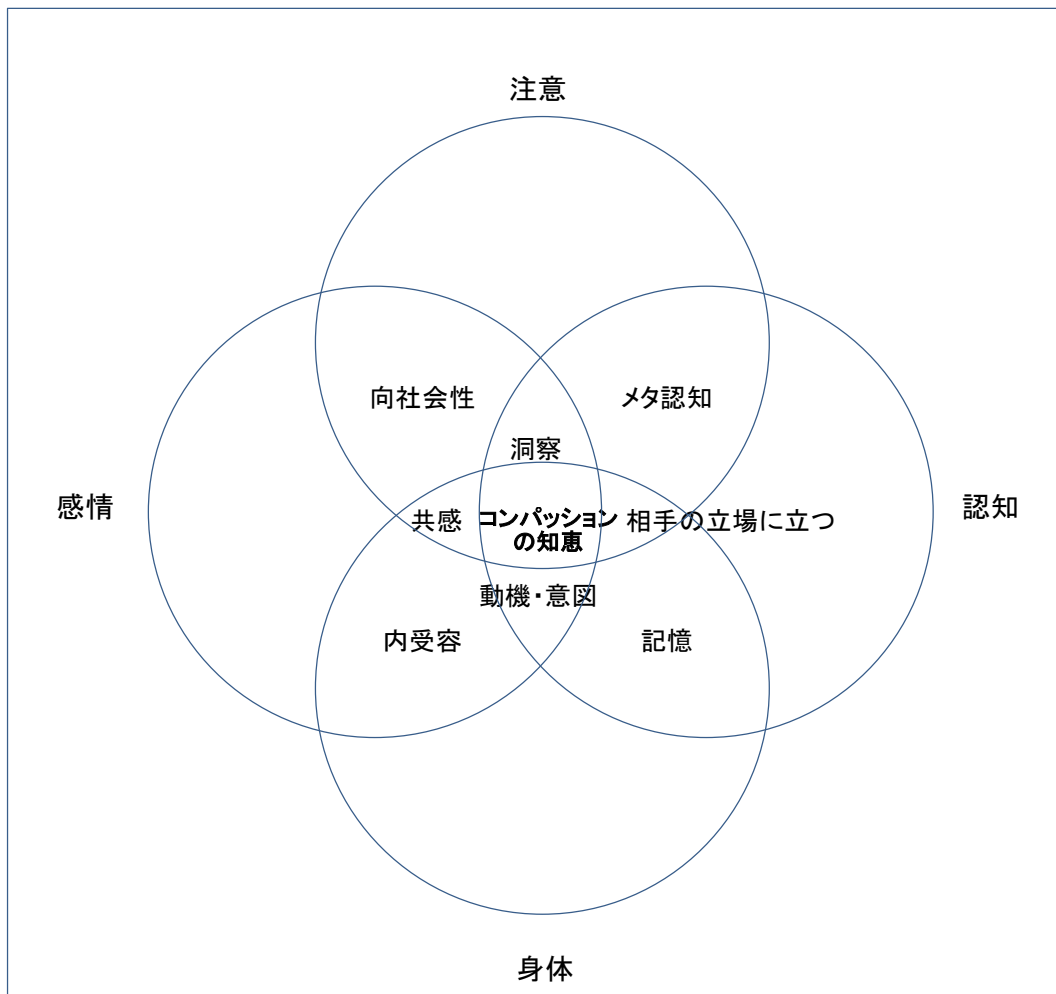 注意
向社会性
メタ認知
洞察
感情
共感
コンパッション
の知恵
相手の立場に立つ
認知
動機・意図
内受容
記憶
身体